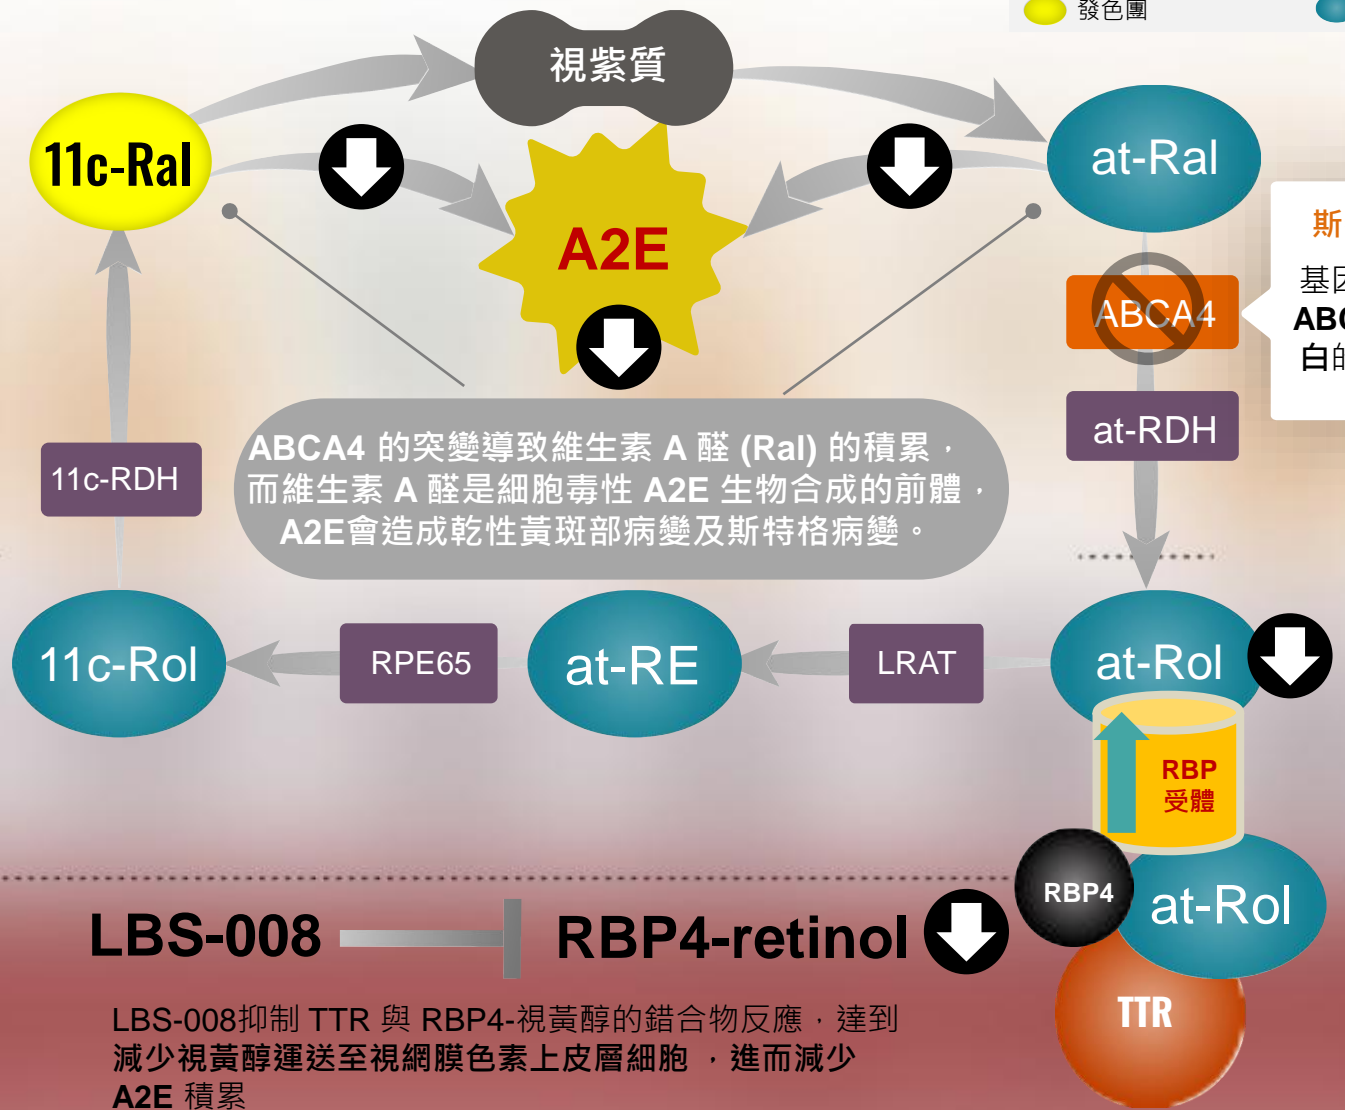 發色團
視紫質
11c-Ral
at-Ral
A2E
斯
基因
ABCA4
ABC
白的
at-RDH
11c-RDH
ABCA4 的突變導致維生素 A 醛 (Ral) 的積累，
而維生素 A 醛是細胞毒性 A2E 生物合成的前體，
A2E會造成乾性黃斑部病變及斯特格病變。
11c-Rol
RPE65
at-RE
LRAT
at-Rol
RBP
受體
RBP4
at-Rol
LBS-008
RBP4-retinol
TTR
LBS-008抑制 TTR 與 RBP4-視黃醇的錯合物反應，達到
減少視黃醇運送至視網膜色素上皮層細胞 ，進而減少
A2E 積累